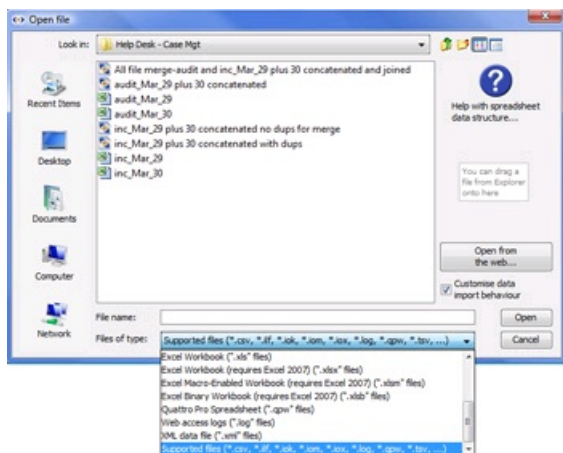 Open file
Look in:
Help Desk - Case Mgt
All file merge-audit and inc_Mar_29 plus 30 concatenated and joined
audit_Mar_29 plus 30 concatenated
audit_Mar_29
audit_Mar_30
inc_Mar_29 plus 30 concatenated no dups for merge
inc_Mar_29 plus 30 concatenated with dups
inc_Mar_29
inc_Mar_30
Recent Items
Desktop
Documents
Computer
Network
?
Help with spreadsheet
data structure...
You can drag a
file from Explorer
onto here
Open from
the web...
Customise data
import behaviour
File name:
Open
Files of type:
Supported files (*.csv, *.iif, *.iok, *.iom, *.iox, *.log, *.qpw, *.tsv, ...)
Cancel
Excel Workbook (".xls" files)
Excel Workbook (requires Excel 2007) (".xlsx" files)
Excel Macro-Enabled Workbook (requires Excel 2007) (".xlsm" files)
Excel Binary Workbook (requires Excel 2007) (".xlsb" files)
Quattro Pro Spreadsheet (".qpw" files)
Web access logs (".log" files)
XML data file (".xml" files)
Supported files (*.csv, *.iif, *.iok, *.iom, *.iox, *.log, *.qpw, *.tsv, ...)